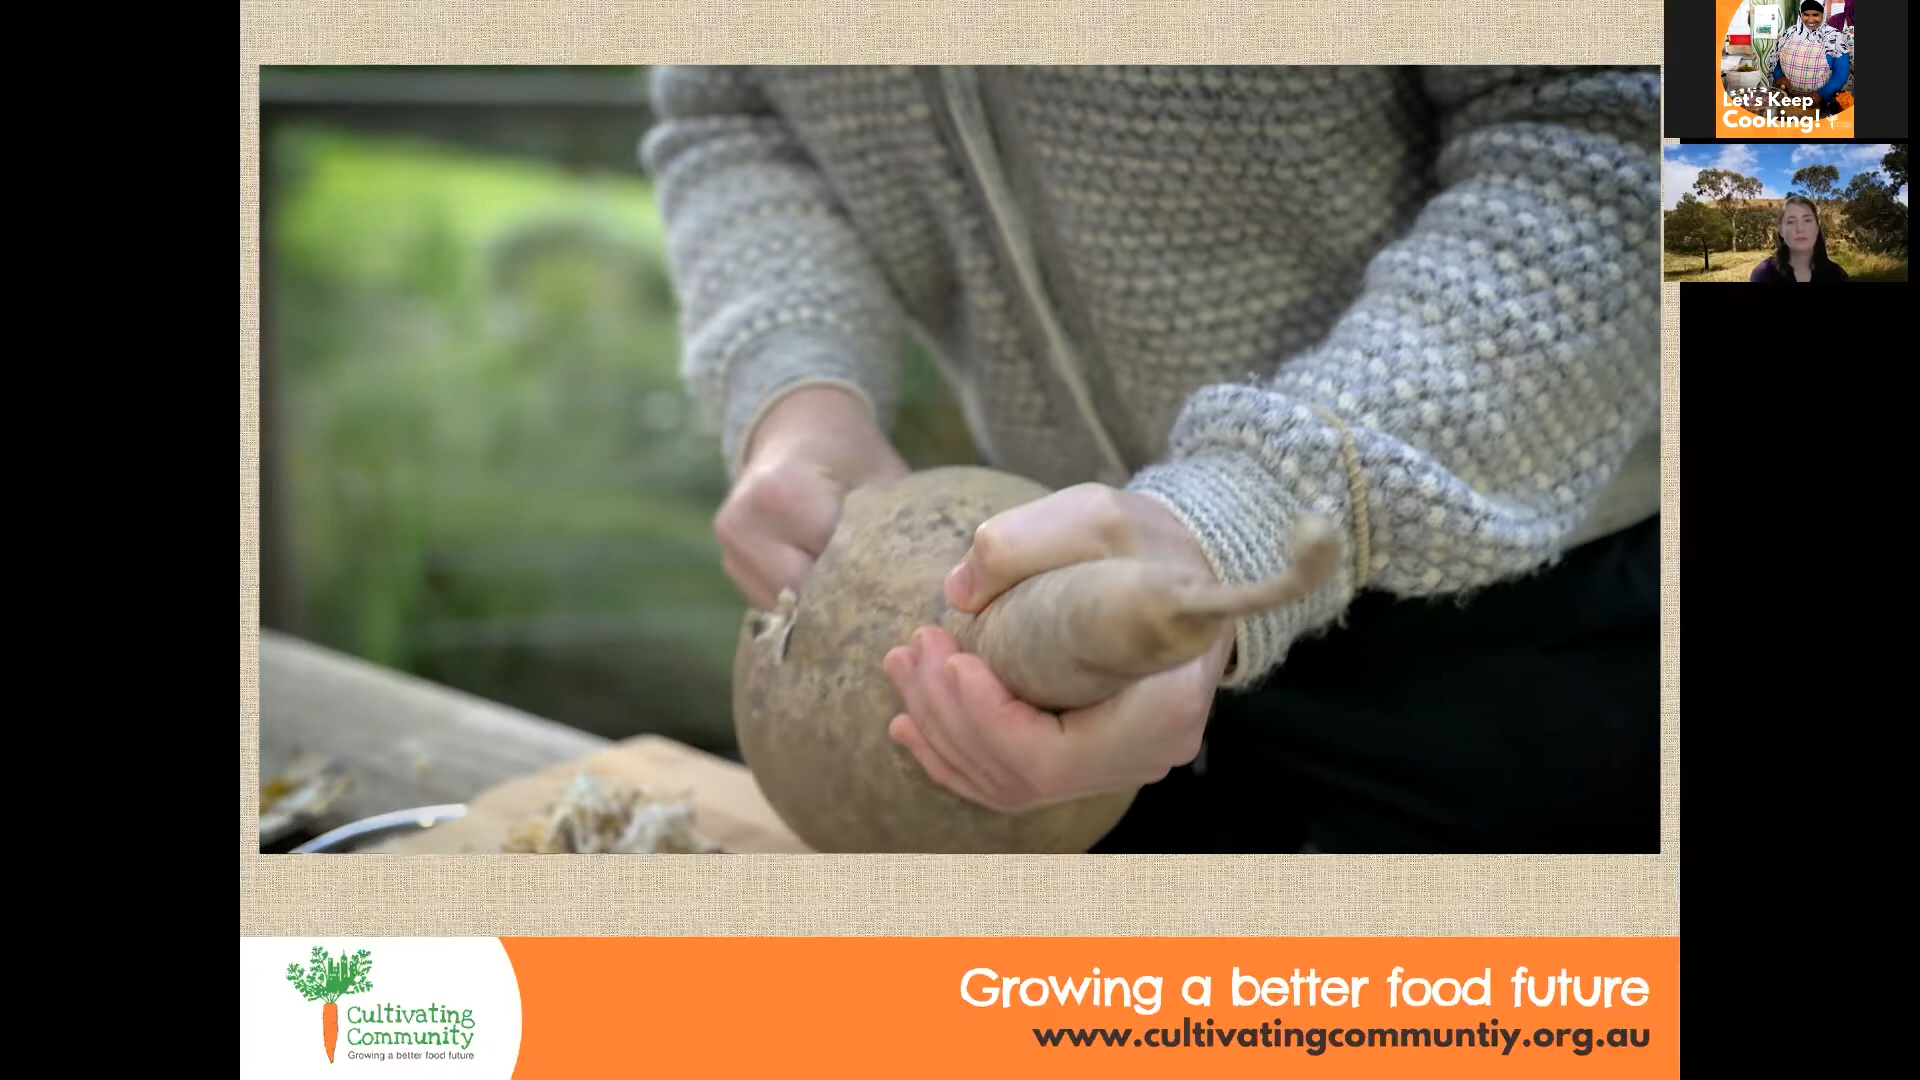 Let's Keep
Cooking!
Cultivating
Community
Growing a better food future
Growing a better food future
www.cultivatingcommuntiy.org.au